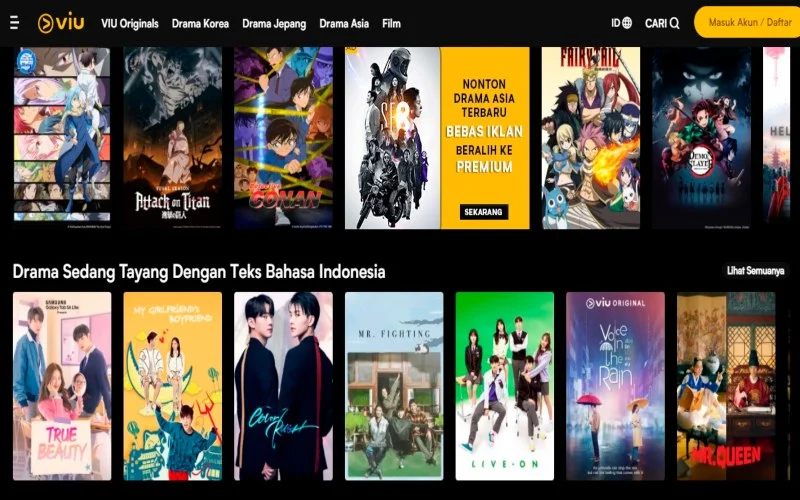 viu
VIU Originals
Drama Korea
Drama Jepang
Drama Asia
Film
ID
CARI
Masuk Akun / Daftar
FINAL SEASON
Attack on Titan
進撃の巨人
CONAN
NONTON
DRAMA ASIA
TERBARU
BEBAS IKLAN
BERALIH KE
PREMIUM
SEKARANG
FAIRY TAIL
DEMON
SLAYER
HEL
Drama Sedang Tayang Dengan Teks Bahasa Indonesia
Lihat Semuanya
SAMSUNG
TRUE
BEAUTY
MY GIRLFRIEND'S
BOYFRIEND
MR. FIGHTING
LIVE-ON
viu ORIGINAL
Voice
in
The
Rain
MR. QUEEN